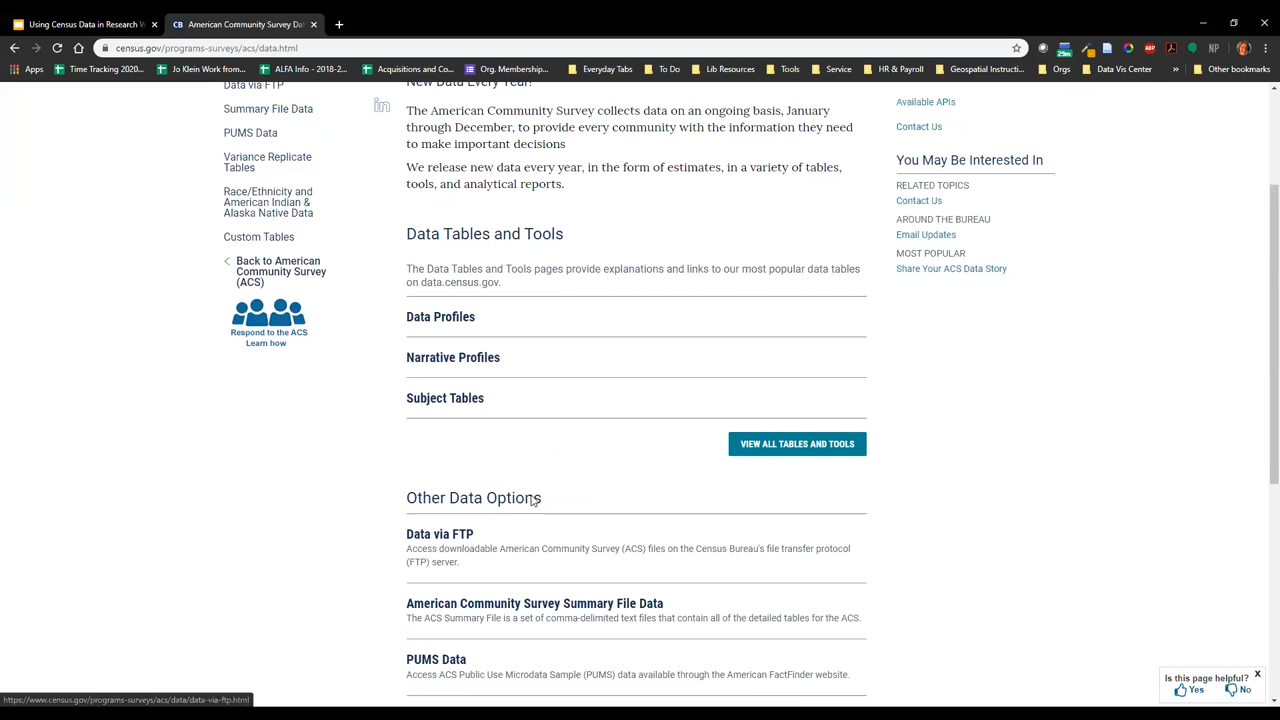 Using Census Data in Research W
American Community Survey Da
census.gov/programs-surveys/acs/data.html
Apps
Time Tracking 2020...
Jo Klein Work from...
ALFA Info - 2018-2...
Acquisitions and Co...
Org. Membership...
Everyday Tabs
To Do
Lib Resources
Tools
Service
HR & Payroll
Geospatial Instructi...
Orgs
Data Vis Center
»
Other bookmarks
Data via FTP
Summary File Data
PUMS Data
Variance Replicate
Tables
Race/Ethnicity and
American Indian &
Alaska Native Data
Custom Tables
Back to American
Community Survey
(ACS)
Respond to the ACS
Learn how
New Data Every Year!
The American Community Survey collects data on an ongoing basis, January
through December, to provide every community with the information they need
to make important decisions
We release new data every year, in the form of estimates, in a variety of tables,
tools, and analytical reports.
Data Tables and Tools
The Data Tables and Tools pages provide explanations and links to our most popular data tables
on data.census.gov.
Data Profiles
Narrative Profiles
Subject Tables
VIEW ALL TABLES AND TOOLS
Other Data Options
Data via FTP
Access downloadable American Community Survey (ACS) files on the Census Bureau's file transfer protocol
(FTP) server.
American Community Survey Summary File Data
The ACS Summary File is a set of comma-delimited text files that contain all of the detailed tables for the ACS.
PUMS Data
Access ACS Public Use Microdata Sample (PUMS) data available through the American FactFinder website.
Available APIs
Contact Us
You May Be Interested In
RELATED TOPICS
Contact Us
AROUND THE BUREAU
Email Updates
MOST POPULAR
Share Your ACS Data Story
Is this page helpful?
X
Yes
No
https://www.census.gov/programs-surveys/acs/data/data-via-ftp.html